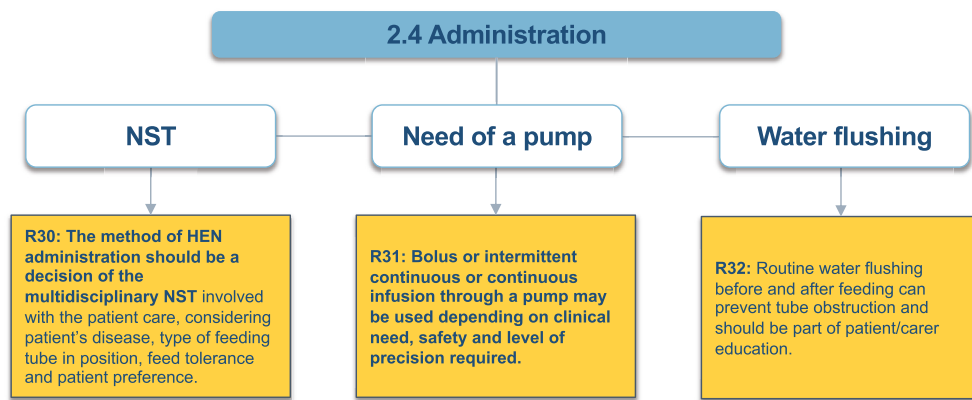 2.4 Administration
NST
Need of a pump
Water flushing
R30: The method of HEN
administration should be a
decision of the
multidisciplinary NST involved
with the patient care, considering
patient's disease, type of feeding
tube in position, feed tolerance
and patient preference.
R31: Bolus or intermittent
continuous or continuous
infusion through a pump may
be used depending on clinical
need, safety and level of
precision required.
R32: Routine water flushing
before and after feeding can
prevent tube obstruction and
should be part of patient/carer
education.